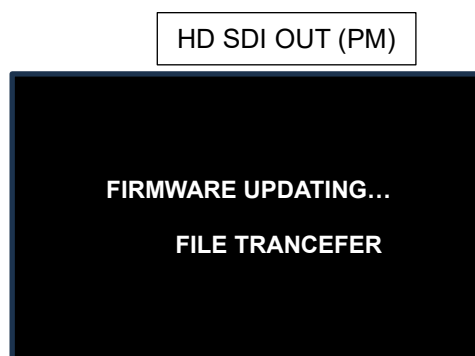 HD SDI OUT (PM)
FIRMWARE UPDATING…
FILE TRANCEFER